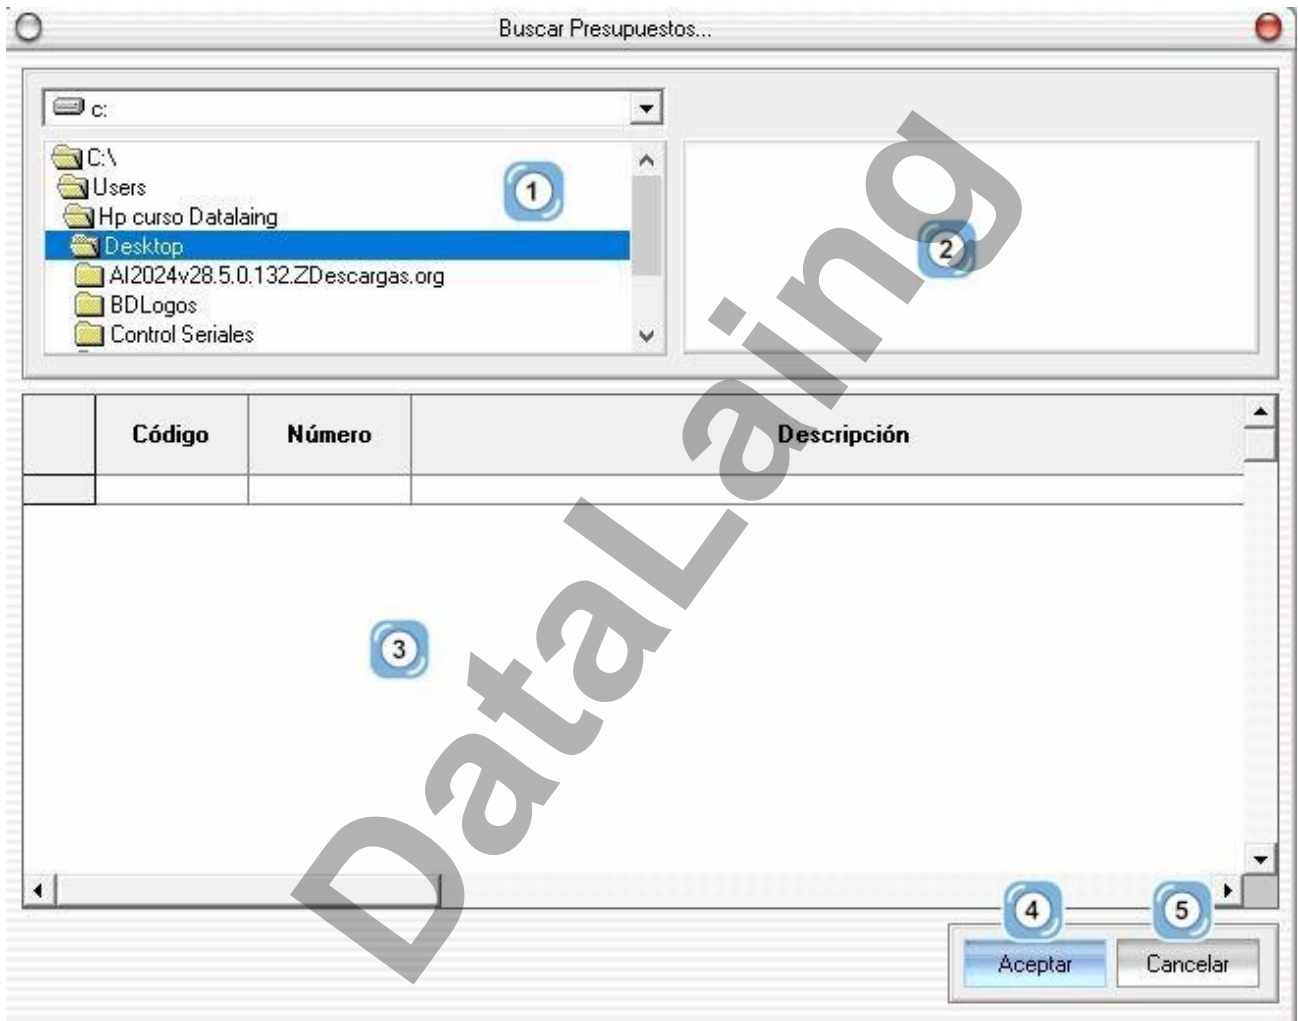 Buscar Presupuestos...
c:
C:\
Users
1
Hp curso Datalaing
Desktop
2
AI2024v28.5.0.132.ZDescargas.org
BDLogos
Control Seriales
Código Número Descripción
3
4 5
Aceptar Cancelar
DataLaing